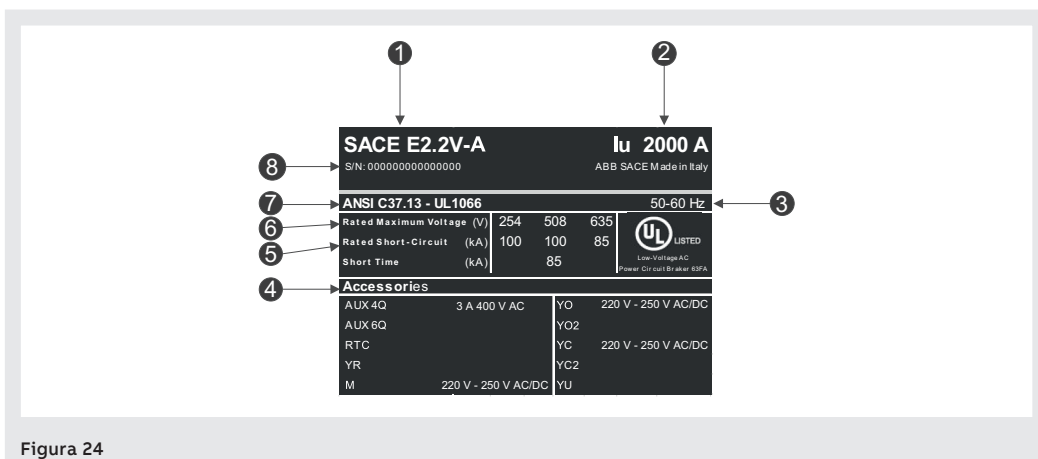 1 2
SACE E2.2V-A Iu 2000 A
8 S/N: 000000000000000 ABB SACE Made in Italy
7 ANSI C37.13 - UL1066 50-60 Hz 3
6 Rated Maximum Voltage (V) 254 508 635
5 Rated Short-Circuit (kA) 100 100 85
UL LISTED
Short Time (kA) 85
Low-Voltage AC
Power Circuit Braker 63FA
4 Accessories
AUX 4Q 3 A 400 V AC YO 220 V - 250 V AC/DC
AUX 6Q YO2
RTC YC 220 V - 250 V AC/DC
YR YC2
M 220 V - 250 V AC/DC YU
Figura 24